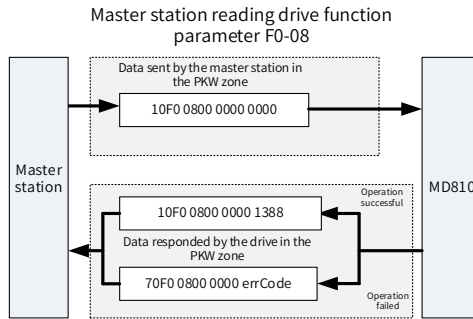 Master station reading drive function
parameter F0-08
Data sent by the master station in
the PKW zone
10F0 0800 0000 0000
Master
station
MD810
Operation
successful
10F0 0800 0000 1388
Data responded by the drive in the
PKW zone
70F0 0800 0000 errCode
Operation
failed